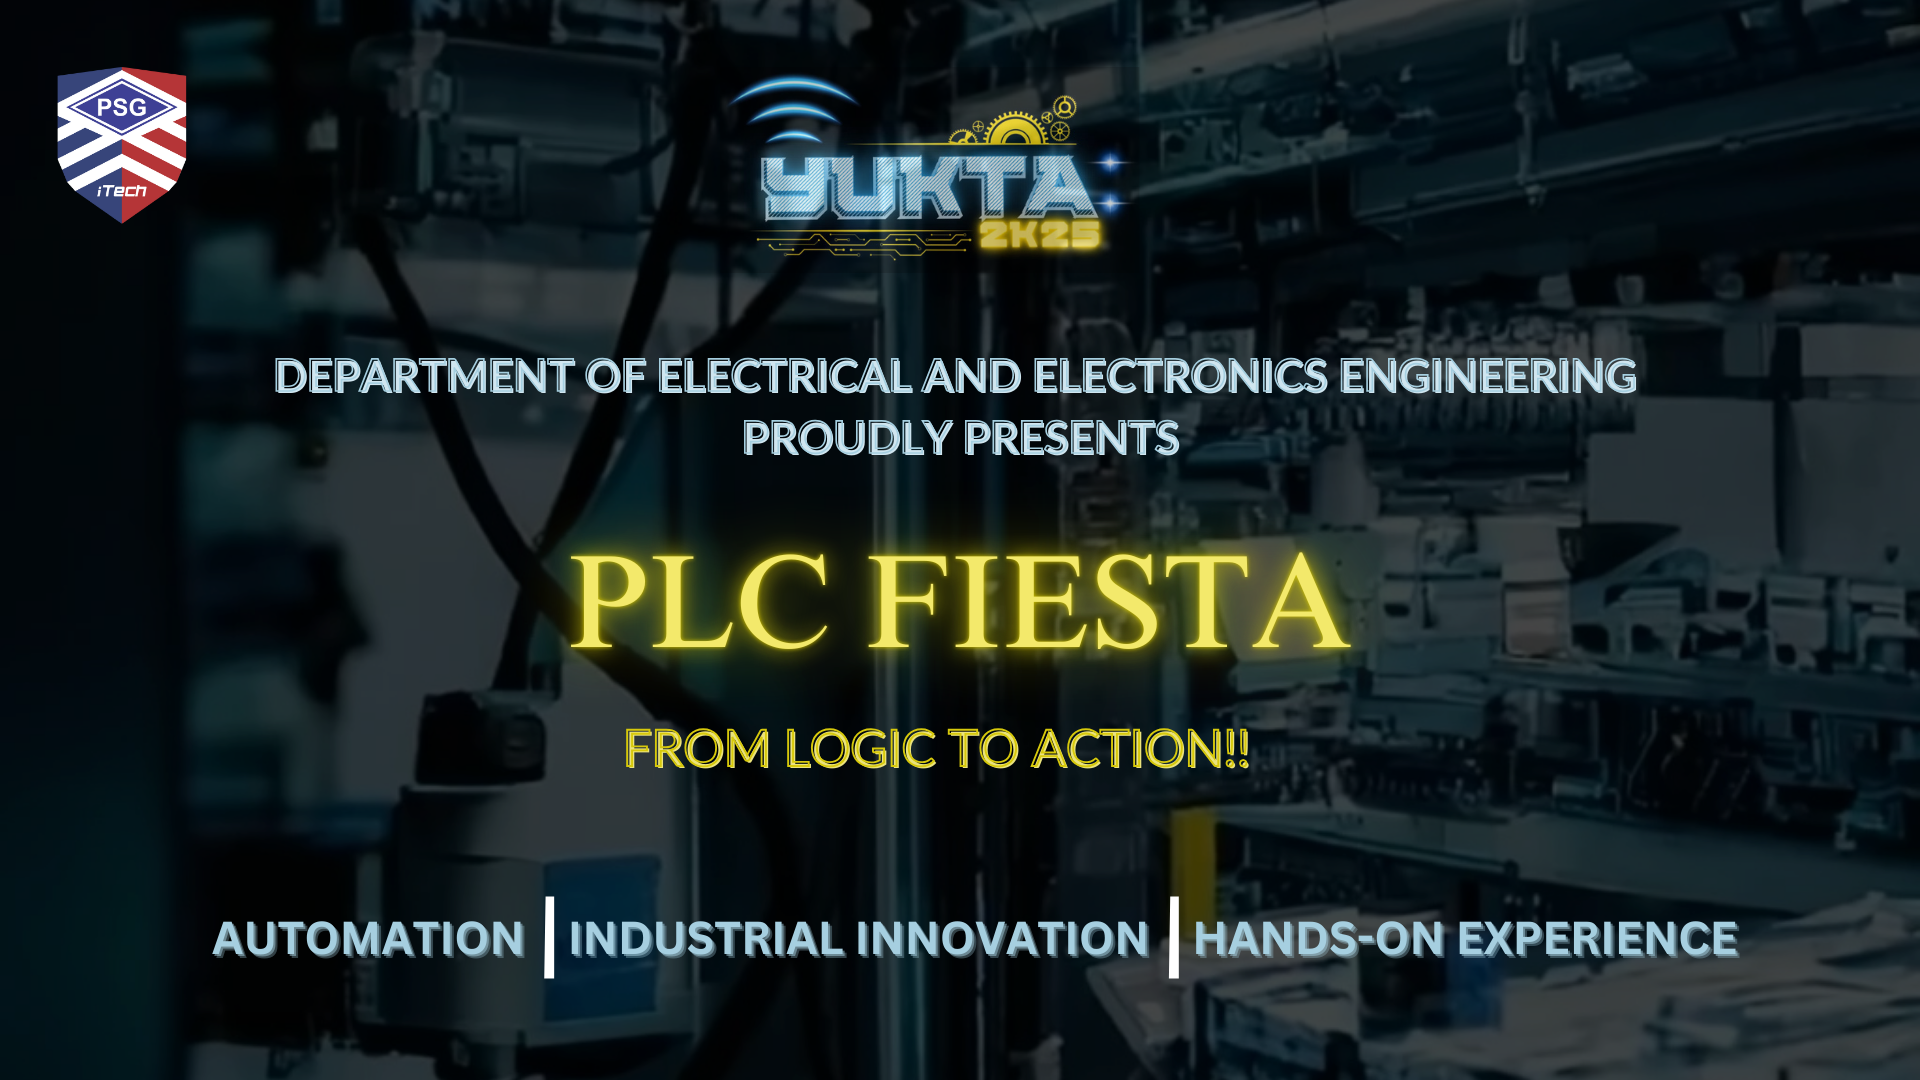 PSG
iTech
YUKTA
2K25
DEPARTMENT OF ELECTRICAL AND ELECTRONICS ENGINEERING
PROUDLY PRESENTS
PLC FIESTA
FROM LOGIC TO ACTION!!
AUTOMATION | INDUSTRIAL INNOVATION | HANDS-ON EXPERIENCE